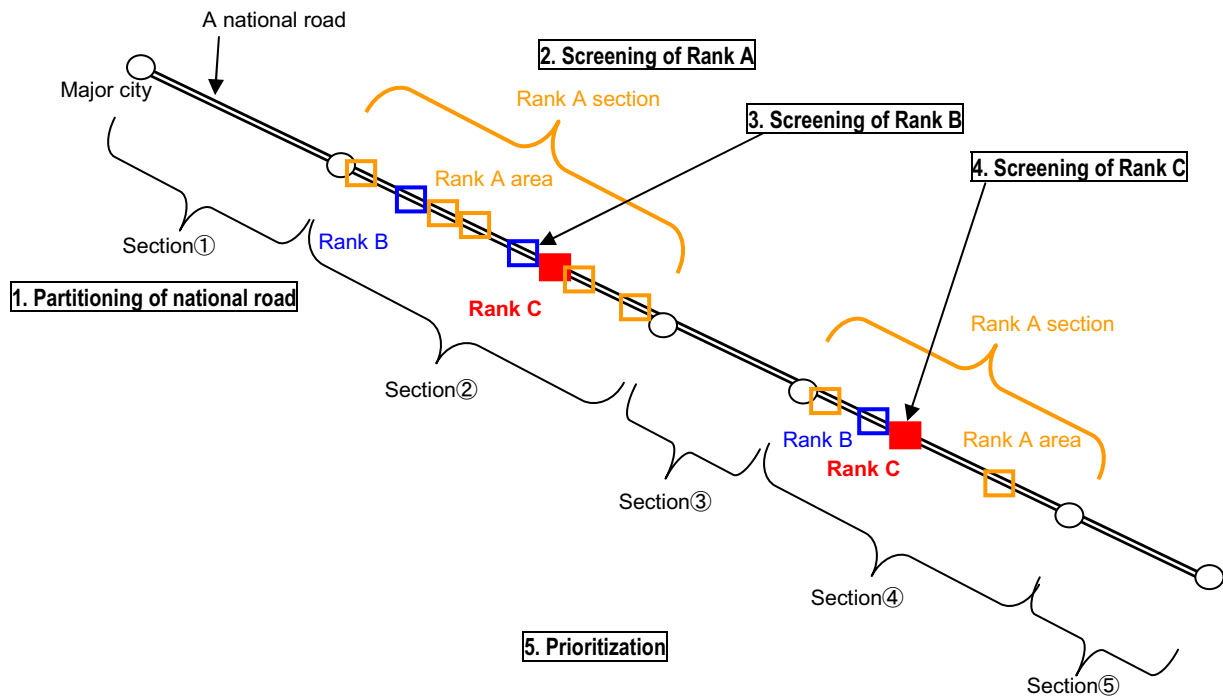 A national road
2. Screening of Rank A
Major city
Rank A section
3. Screening of Rank B
4. Screening of Rank C
Rank A area
Section①
Rank B
1. Partitioning of national road
Rank C
Rank A section
Section②
Rank B
Rank A area
Rank C
Section③
Section④
5. Prioritization
Section⑤